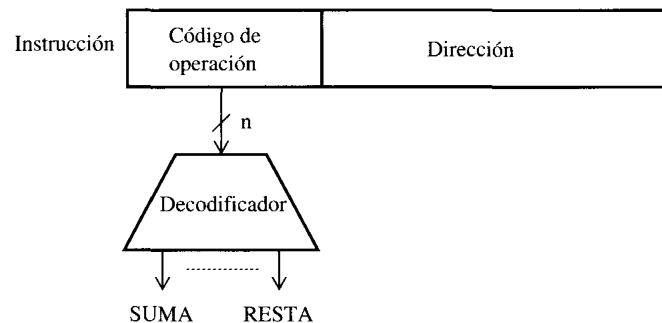 Instrucción
Código de
operación
Dirección
n
Decodificador
SUMA
RESTA